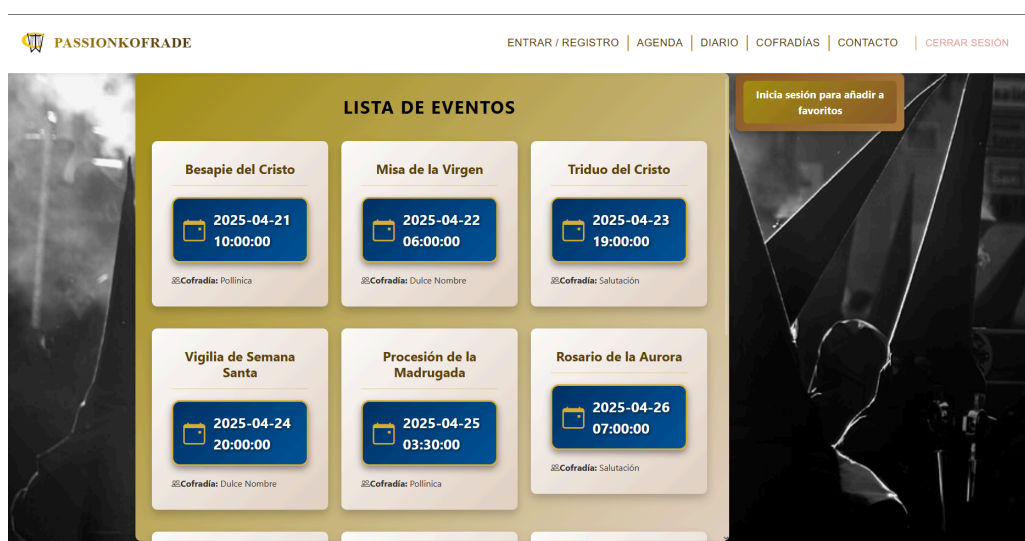 PASSIONKOFRADE
ENTRAR / REGISTRO
AGENDA
DIARIO
COFRADÍAS
CONTACTO
CERRAR SESIÓN
LISTA DE EVENTOS
Inicia sesión para añadir a
favoritos
Besapie del Cristo
2025-04-21
10:00:00
Cofradía: Pollinica
Misa de la Virgen
2025-04-22
06:00:00
Cofradía: Dulce Nombre
Triduo del Cristo
2025-04-23
19:00:00
Cofradía: Salutación
Vigilia de Semana
Santa
2025-04-24
20:00:00
Cofradía: Dulce Nombre
Procesión de la
Madrugada
2025-04-25
03:30:00
Cofradía: Pollinica
Rosario de la Aurora
2025-04-26
07:00:00
Cofradía: Salutación